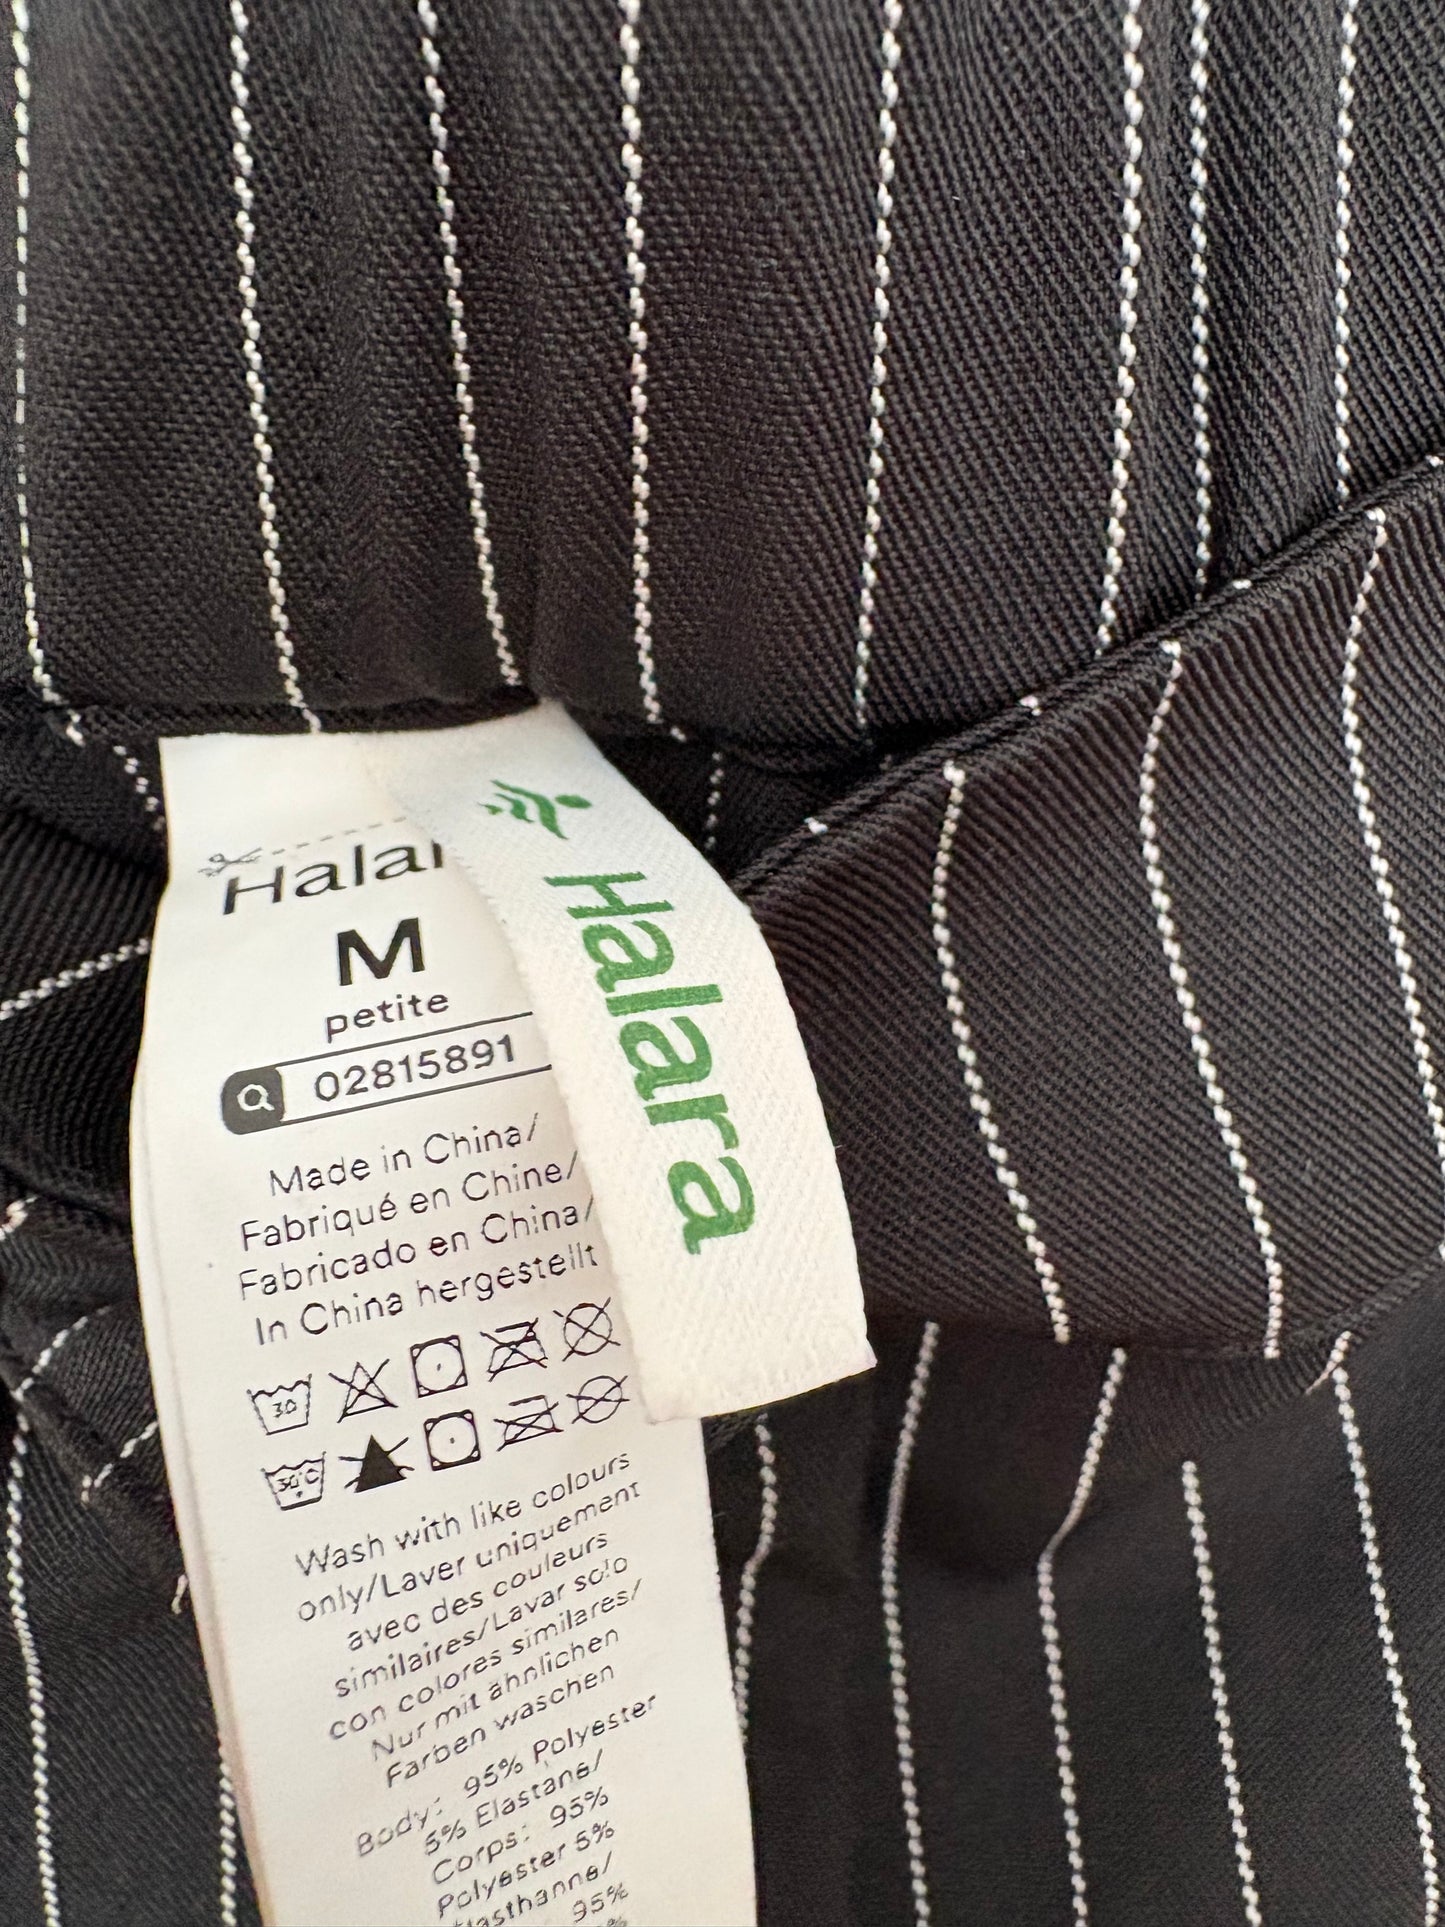 Halara
Halar
M
petite
02815891
Made in China/
Fabriqué en Chine/
Fabricado en China/
In China hergestellt
30
30°C
Wash with like colours
only/Laver uniquement
avec des couleurs
similaires/Lavar solo
con colores similares/
Nur mit ähnlichen
Farben waschen
Body: 95% Polyester
5% Elastane/
Corps: 95%
Polyester 5%
lasthanne/
95%